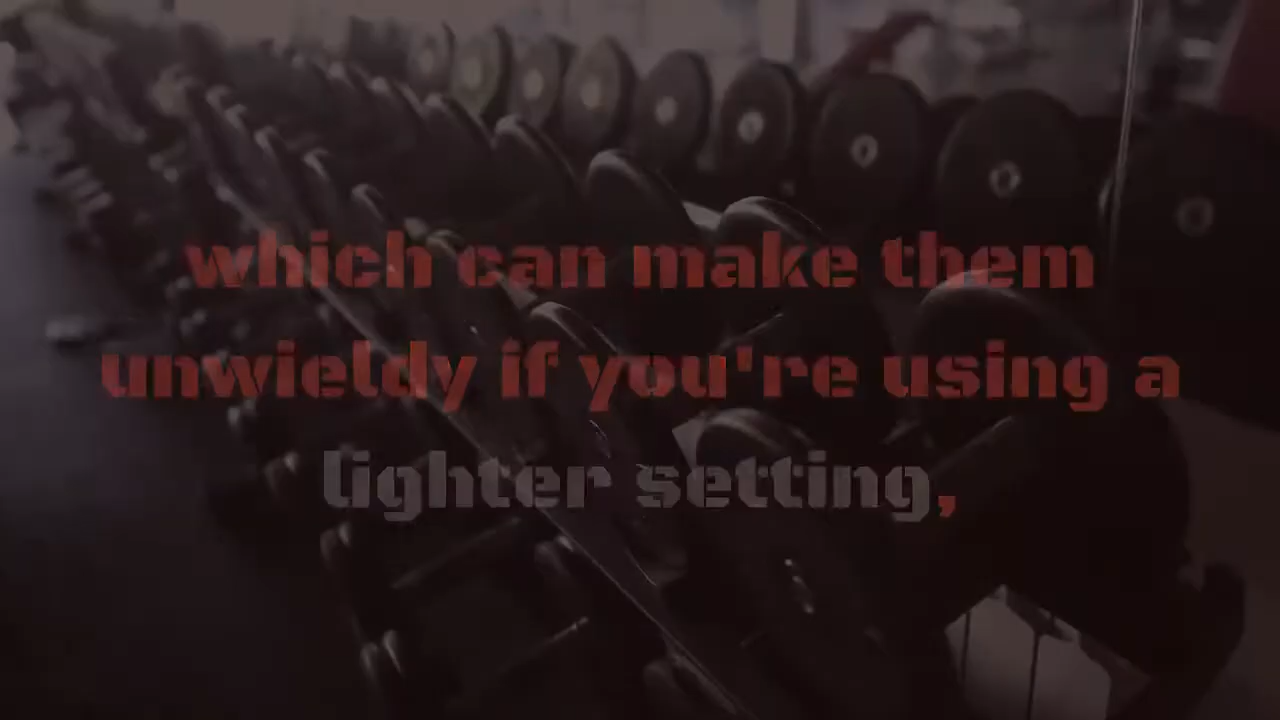 which can make them
unwieldy if you're using a
lighter setting,